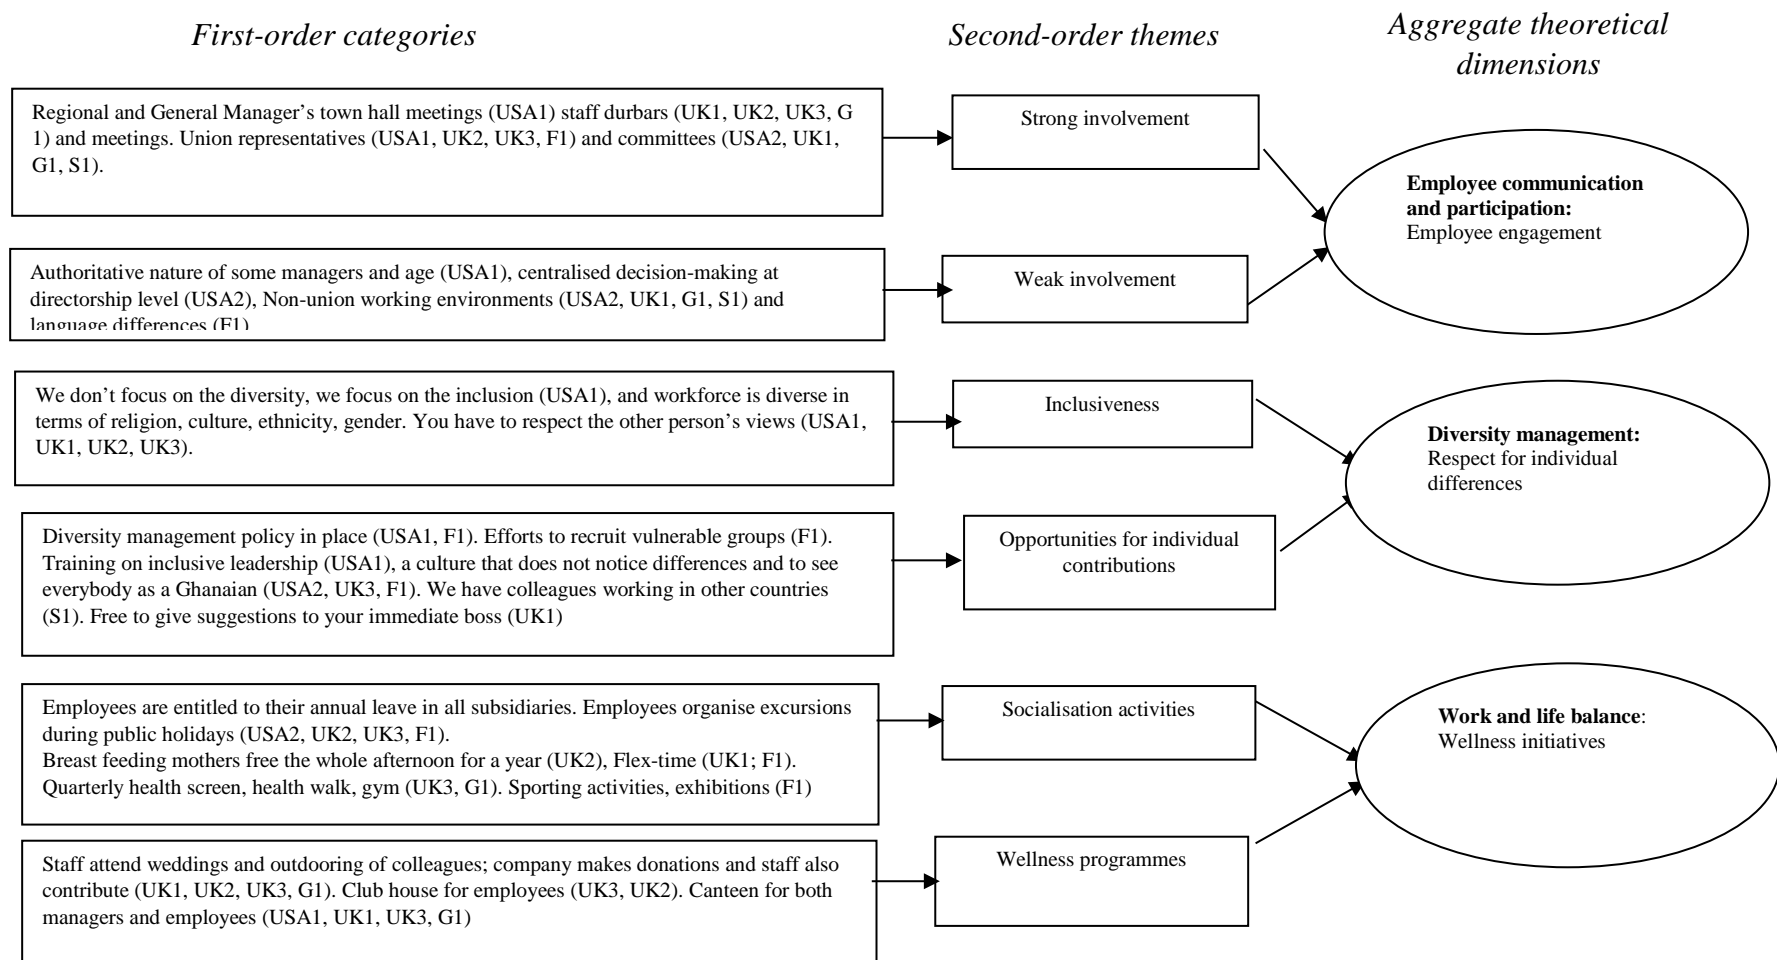 First-order categories
Second-order themes
Aggregate theoretical
dimensions
Regional and General Manager’s town hall meetings (USA1) staff durbars (UK1, UK2, UK3, G
1) and meetings. Union representatives (USA1, UK2, UK3, F1) and committees (USA2, UK1,
G1, S1).
Strong involvement
Employee communication
and participation:
Employee engagement
Authoritative nature of some managers and age (USA1), centralised decision-making at
directorship level (USA2), Non-union working environments (USA2, UK1, G1, S1) and
language differences (F1)
Weak involvement
We don’t focus on the diversity, we focus on the inclusion (USA1), and workforce is diverse in
terms of religion, culture, ethnicity, gender. You have to respect the other person’s views (USA1,
UK1, UK2, UK3).
Inclusiveness
Diversity management:
Respect for individual
differences
Diversity management policy in place (USA1, F1). Efforts to recruit vulnerable groups (F1).
Training on inclusive leadership (USA1), a culture that does not notice differences and to see
everybody as a Ghanaian (USA2, UK3, F1). We have colleagues working in other countries
(S1). Free to give suggestions to your immediate boss (UK1)
Opportunities for individual
contributions
Employees are entitled to their annual leave in all subsidiaries. Employees organise excursions
during public holidays (USA2, UK2, UK3, F1).
Breast feeding mothers free the whole afternoon for a year (UK2), Flex-time (UK1; F1).
Quarterly health screen, health walk, gym (UK3, G1). Sporting activities, exhibitions (F1)
Socialisation activities
Work and life balance:
Wellness initiatives
Staff attend weddings and outdooring of colleagues; company makes donations and staff also
contribute (UK1, UK2, UK3, G1). Club house for employees (UK3, UK2). Canteen for both
managers and employees (USA1, UK1, UK3, G1)
Wellness programmes